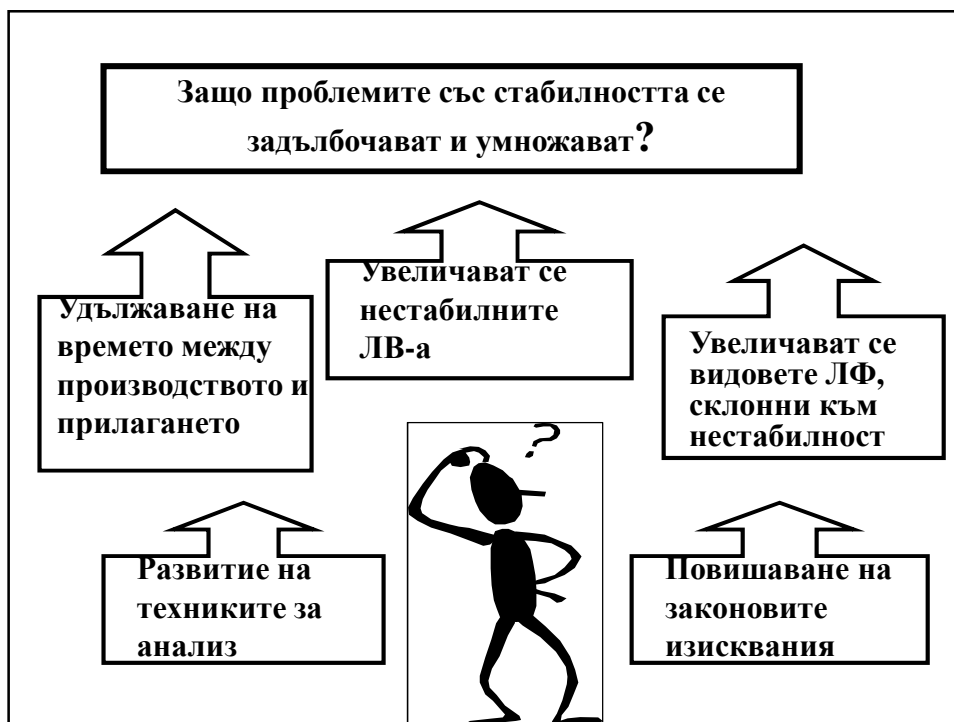 Защо проблемите със стабилността се
задълбочават и умножават?
Удължаване на
времето между
производството и
прилагането
Увеличават се
нестабилните
ЛВ-а
Увеличават се
видовете ЛФ,
склонни към
нестабилност
?
Развитие на
техниките за
анализ
Повишаване на
законовите
изисквания